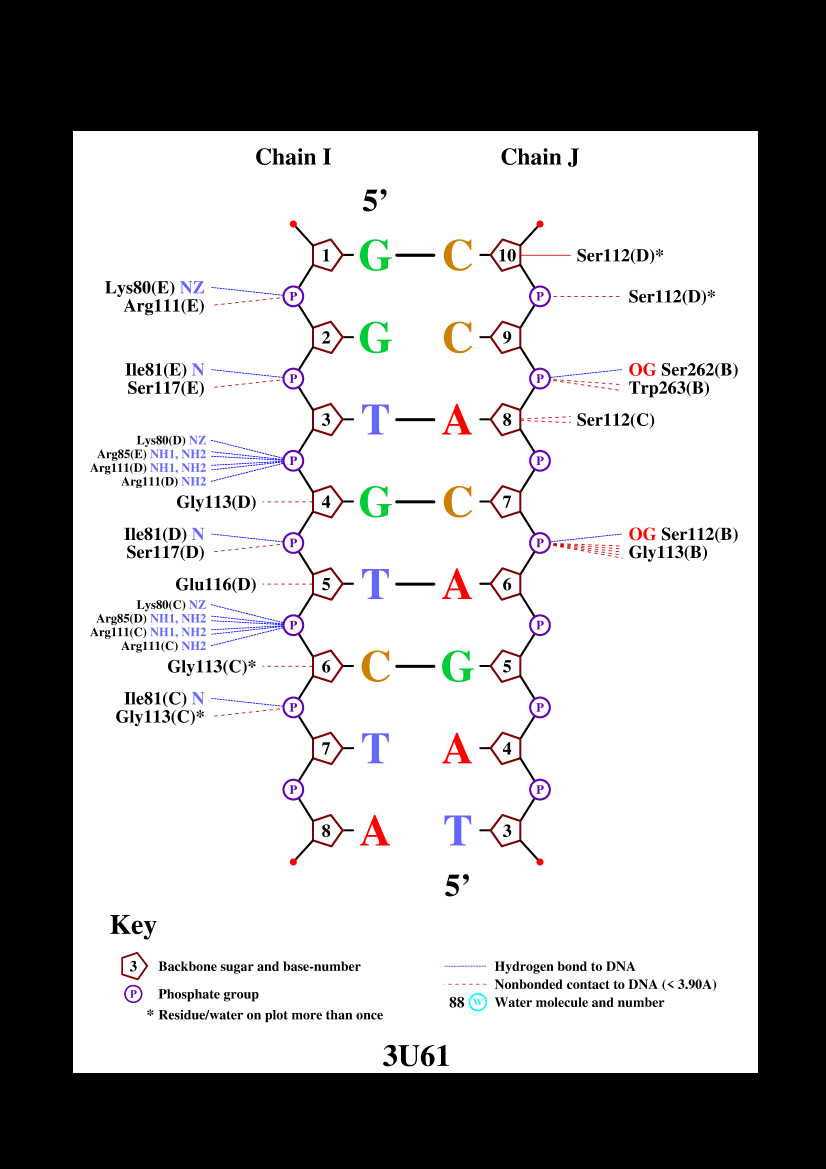 Chain I Chain J
5’
1 G C 10 Ser112(D)*
Lys80(E) NZ P P Ser112(D)*
Arg111(E)
2 G C 9
Ile81(E) N P P OG Ser262(B)
Ser117(E) Trp263(B)
3 T A 8 Ser112(C)
Lys80(D) NZ
Arg85(E) NH1, NH2 P P
Arg111(D) NH1, NH2
Arg111(D) NH2
Gly113(D) 4 G C 7
Ile81(D) N P P OG Ser112(B)
Ser117(D) Gly113(B)
Glu116(D) 5 T A 6
Lys80(C) NZ
Arg85(D) NH1, NH2 P P
Arg111(C) NH1, NH2
Arg111(C) NH2
Gly113(C)* 6 C G 5
Ile81(C) N P P
Gly113(C)*
7 T A 4
P P
8 A T 3
5’
Key
3 Backbone sugar and base-number Hydrogen bond to DNA
Nonbonded contact to DNA (< 3.90A)
P Phosphate group
88 W Water molecule and number
* Residue/water on plot more than once
3U61